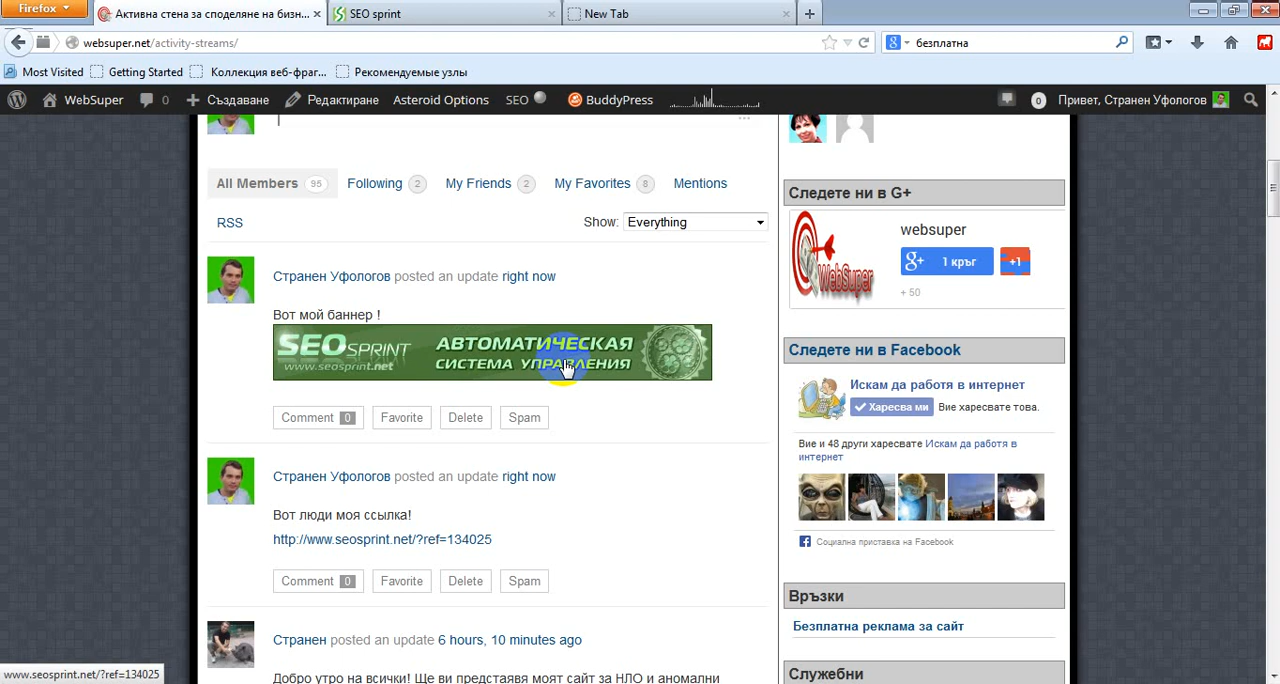 Firefox
Активна стена за споделяне на бизн...
SEO sprint
New Tab
websuper.net/activity-streams/
безплатна
Most Visited
Getting Started
Коллекция веб-фраг...
Рекомендуемые узлы
WebSuper
0
Създаване
Редактиране
Asteroid Options
SEO
BuddyPress
0
Привет, Странен Уфологов
All Members 95
Following 2
My Friends 2
My Favorites 8
Mentions
RSS
Show: Everything
Странен Уфологов posted an update right now
Вот мой баннер !
SEO SPRINT
www.seosprint.net
АВТОМАТИЧЕСКАЯ
СИСТЕМА УПРАВЛЕНИЯ
Comment 0
Favorite
Delete
Spam
Странен Уфологов posted an update right now
Вот люди моя ссылка!
http://www.seosprint.net/?ref=134025
Comment 0
Favorite
Delete
Spam
Странен posted an update 6 hours, 10 minutes ago
Добро утро на всички! Ще ви представя моят сайт за НЛО и аномални
Следете ни в G+
WebSuper
websuper
g+ 1 кръг
+1
+ 50
Следете ни в Facebook
Искам да работя в интернет
Харесва ми
Вие харесвате това.
Вие и 48 други харесвате Искам да работя в
интернет
Социална приставка на Facebook
Връзки
Безплатна реклама за сайт
Служебни
www.seosprint.net/?ref=134025